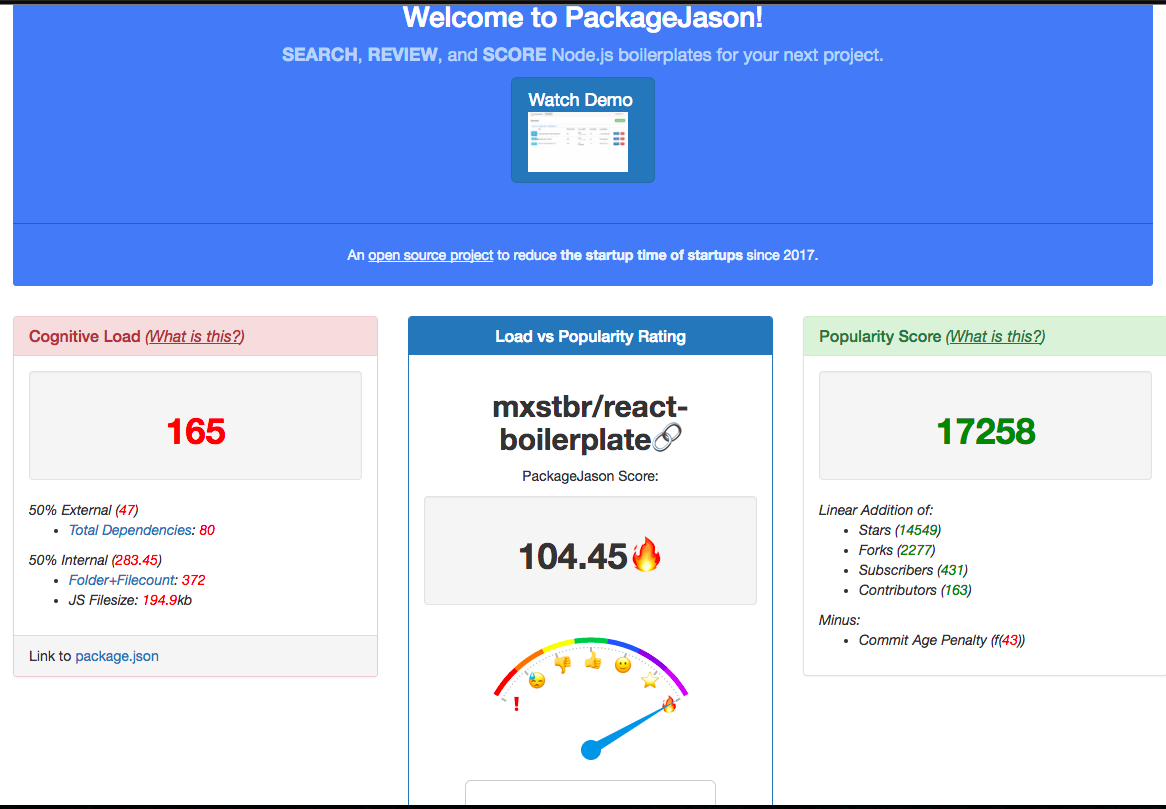 Welcome to PackageJason!
SEARCH, REVIEW, and SCORE Node.js boilerplates for your next project.
Watch Demo
An open source project to reduce the startup time of startups since 2017.
Cognitive Load (What is this?)
165
50% External (47)
• Total Dependencies: 80
50% Internal (283.45)
• Folder+Filecount: 372
• JS Filesize: 194.9kb
Link to package.json
Load vs Popularity Rating
mxstbr/react-
boilerplate🔗
PackageJason Score:
104.45🔥
Popularity Score (What is this?)
17258
Linear Addition of:
• Stars (14549)
• Forks (2277)
• Subscribers (431)
• Contributors (163)
Minus:
• Commit Age Penalty (f(43))